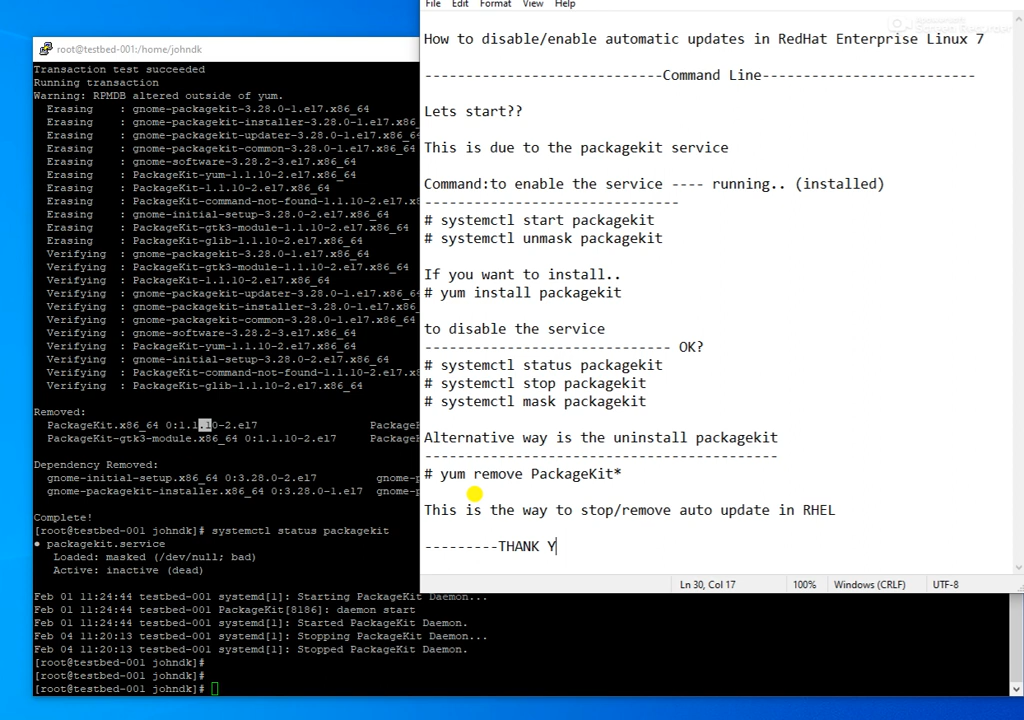 root@testbed-001:/home/johndk
Transaction test succeeded
Running transaction
Warning: RPMDB altered outside of yum.
Erasing    : gnome-packagekit-3.28.0-1.el7.x86_64
Erasing    : gnome-packagekit-installer-3.28.0-1.el7.x86_
Erasing    : gnome-packagekit-updater-3.28.0-1.el7.x86_64
Erasing    : gnome-packagekit-common-3.28.0-1.el7.x86_64
Erasing    : gnome-software-3.28.2-3.el7.x86_64
Erasing    : PackageKit-yum-1.1.10-2.el7.x86_64
Erasing    : PackageKit-1.1.10-2.el7.x86_64
Erasing    : PackageKit-command-not-found-1.1.10-2.el7.x8
Erasing    : gnome-initial-setup-3.28.0-2.el7.x86_64
Erasing    : PackageKit-gtk3-module-1.1.10-2.el7.x86_64
Erasing    : PackageKit-glib-1.1.10-2.el7.x86_64
Verifying  : gnome-packagekit-3.28.0-1.el7.x86_64
Verifying  : PackageKit-gtk3-module-1.1.10-2.el7.x86_64
Verifying  : PackageKit-1.1.10-2.el7.x86_64
Verifying  : gnome-packagekit-updater-3.28.0-1.el7.x86_64
Verifying  : gnome-packagekit-installer-3.28.0-1.el7.x86_
Verifying  : gnome-packagekit-common-3.28.0-1.el7.x86_64
Verifying  : gnome-software-3.28.2-3.el7.x86_64
Verifying  : PackageKit-yum-1.1.10-2.el7.x86_64
Verifying  : gnome-initial-setup-3.28.0-2.el7.x86_64
Verifying  : PackageKit-command-not-found-1.1.10-2.el7.x8
Verifying  : PackageKit-glib-1.1.10-2.el7.x86_64
Removed:
PackageKit.x86_64 0:1.1.10-2.el7 PackageK
PackageKit-gtk3-module.x86_64 0:1.1.10-2.el7 PackageK
Dependency Removed:
gnome-initial-setup.x86_64 0:3.28.0-2.el7 gnome-p
gnome-packagekit-installer.x86_64 0:3.28.0-1.el7 gnome-p
Complete!
[root@testbed-001 johndk]# systemctl status packagekit
● packagekit.service
Loaded: masked (/dev/null; bad)
Active: inactive (dead)
Feb 01 11:24:44 testbed-001 systemd[1]: Starting PackageKit Daemon...
Feb 01 11:24:44 testbed-001 PackageKit[8186]: daemon start
Feb 01 11:24:44 testbed-001 systemd[1]: Started PackageKit Daemon.
Feb 04 11:20:13 testbed-001 systemd[1]: Stopping PackageKit Daemon...
Feb 04 11:20:13 testbed-001 systemd[1]: Stopped PackageKit Daemon.
[root@testbed-001 johndk]#
[root@testbed-001 johndk]#
[root@testbed-001 johndk]#
File Edit Format View Help
How to disable/enable automatic updates in RedHat Enterprise Linux 7
-----------------------------Command Line--------------------------
Lets start??
This is due to the packagekit service
Command:to enable the service ---- running.. (installed)
-------------------------------
# systemctl start packagekit
# systemctl unmask packagekit
If you want to install..
# yum install packagekit
to disable the service
------------------------------ OK?
# systemctl status packagekit
# systemctl stop packagekit
# systemctl mask packagekit
Alternative way is the uninstall packagekit
-------------------------------------------
# yum remove PackageKit*
This is the way to stop/remove auto update in RHEL
---------THANK Y
Ln 30, Col 17 100% Windows (CRLF) UTF-8